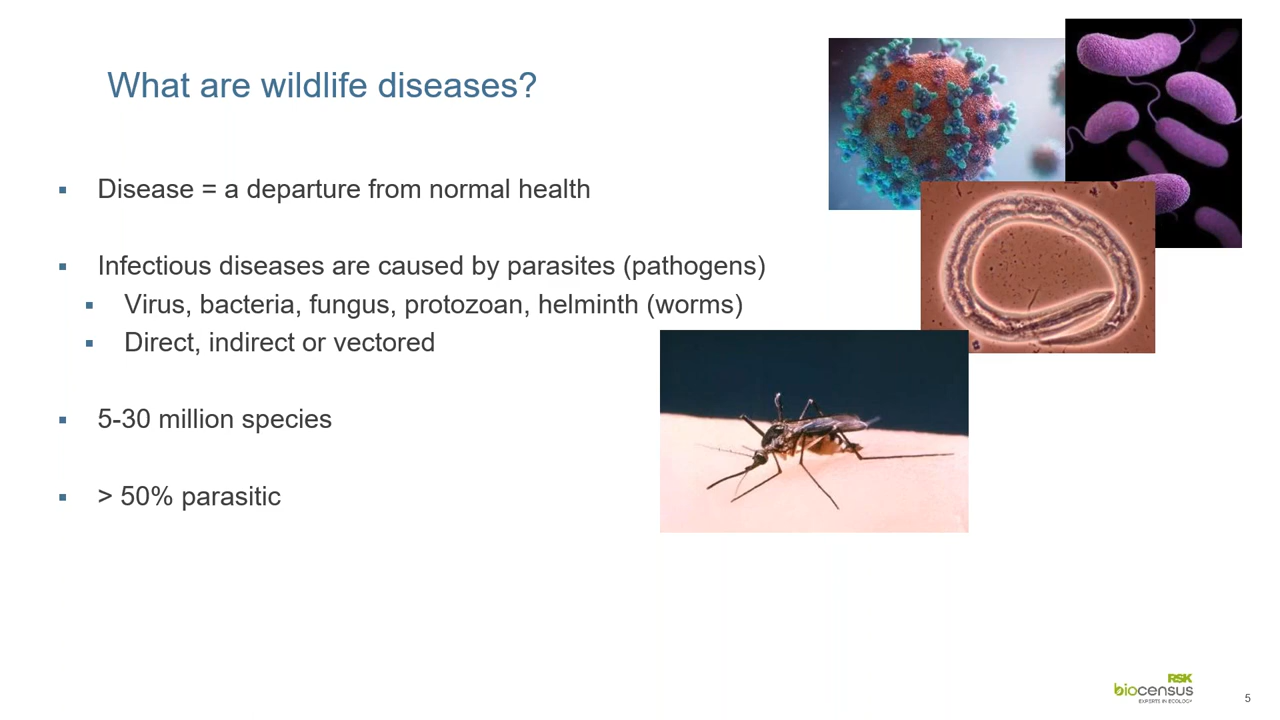 What are wildlife diseases?
▪ Disease = a departure from normal health
▪ Infectious diseases are caused by parasites (pathogens)
▪ Virus, bacteria, fungus, protozoan, helminth (worms)
▪ Direct, indirect or vectored
▪ 5-30 million species
▪ > 50% parasitic
RSK
biocensus
EXPERTS IN ECOLOGY
5